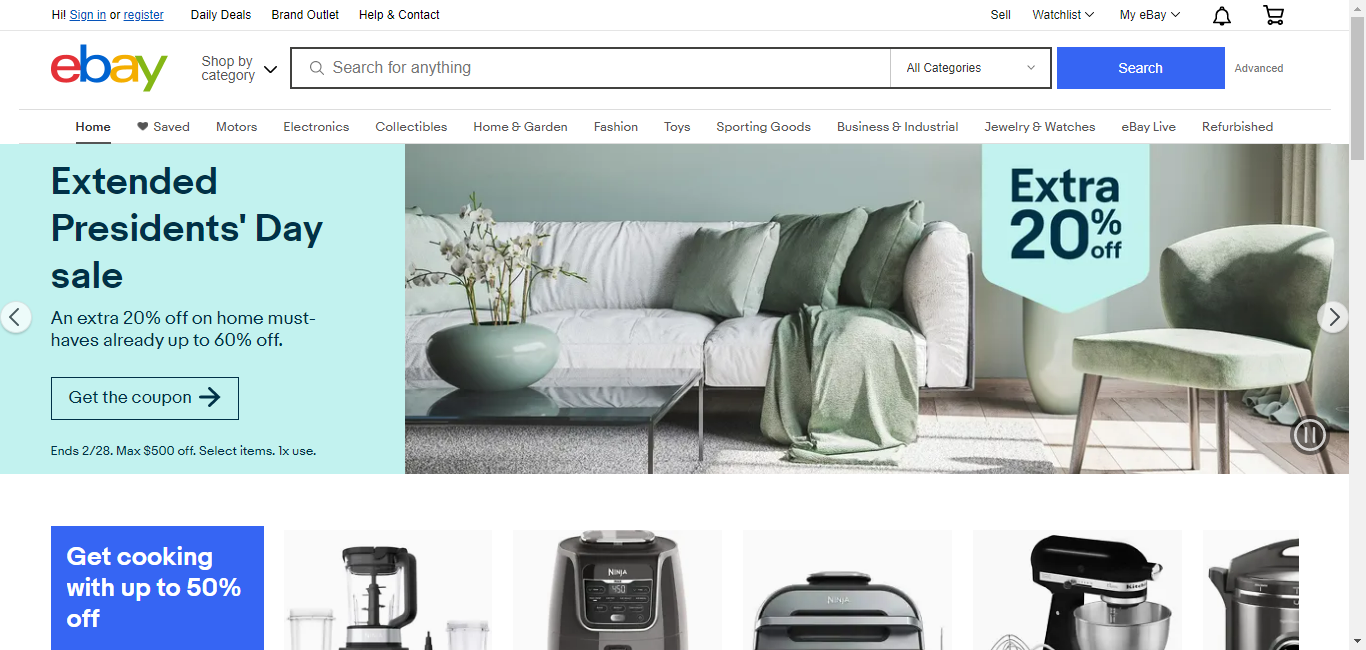 Hi! Sign in or register Daily Deals Brand Outlet Help & Contact Sell Watchlist My eBay
ebay Shop by category Search for anything All Categories Search Advanced
Home Saved Motors Electronics Collectibles Home & Garden Fashion Toys Sporting Goods Business & Industrial Jewelry & Watches eBay Live Refurbished
Extended
Presidents' Day
sale
An extra 20% off on home must-
haves already up to 60% off.
Get the coupon
Ends 2/28. Max $500 off. Select items. 1x use.
Extra
20%
off
Get cooking
with up to 50%
off
NINJA
NINJA
450
NINJA